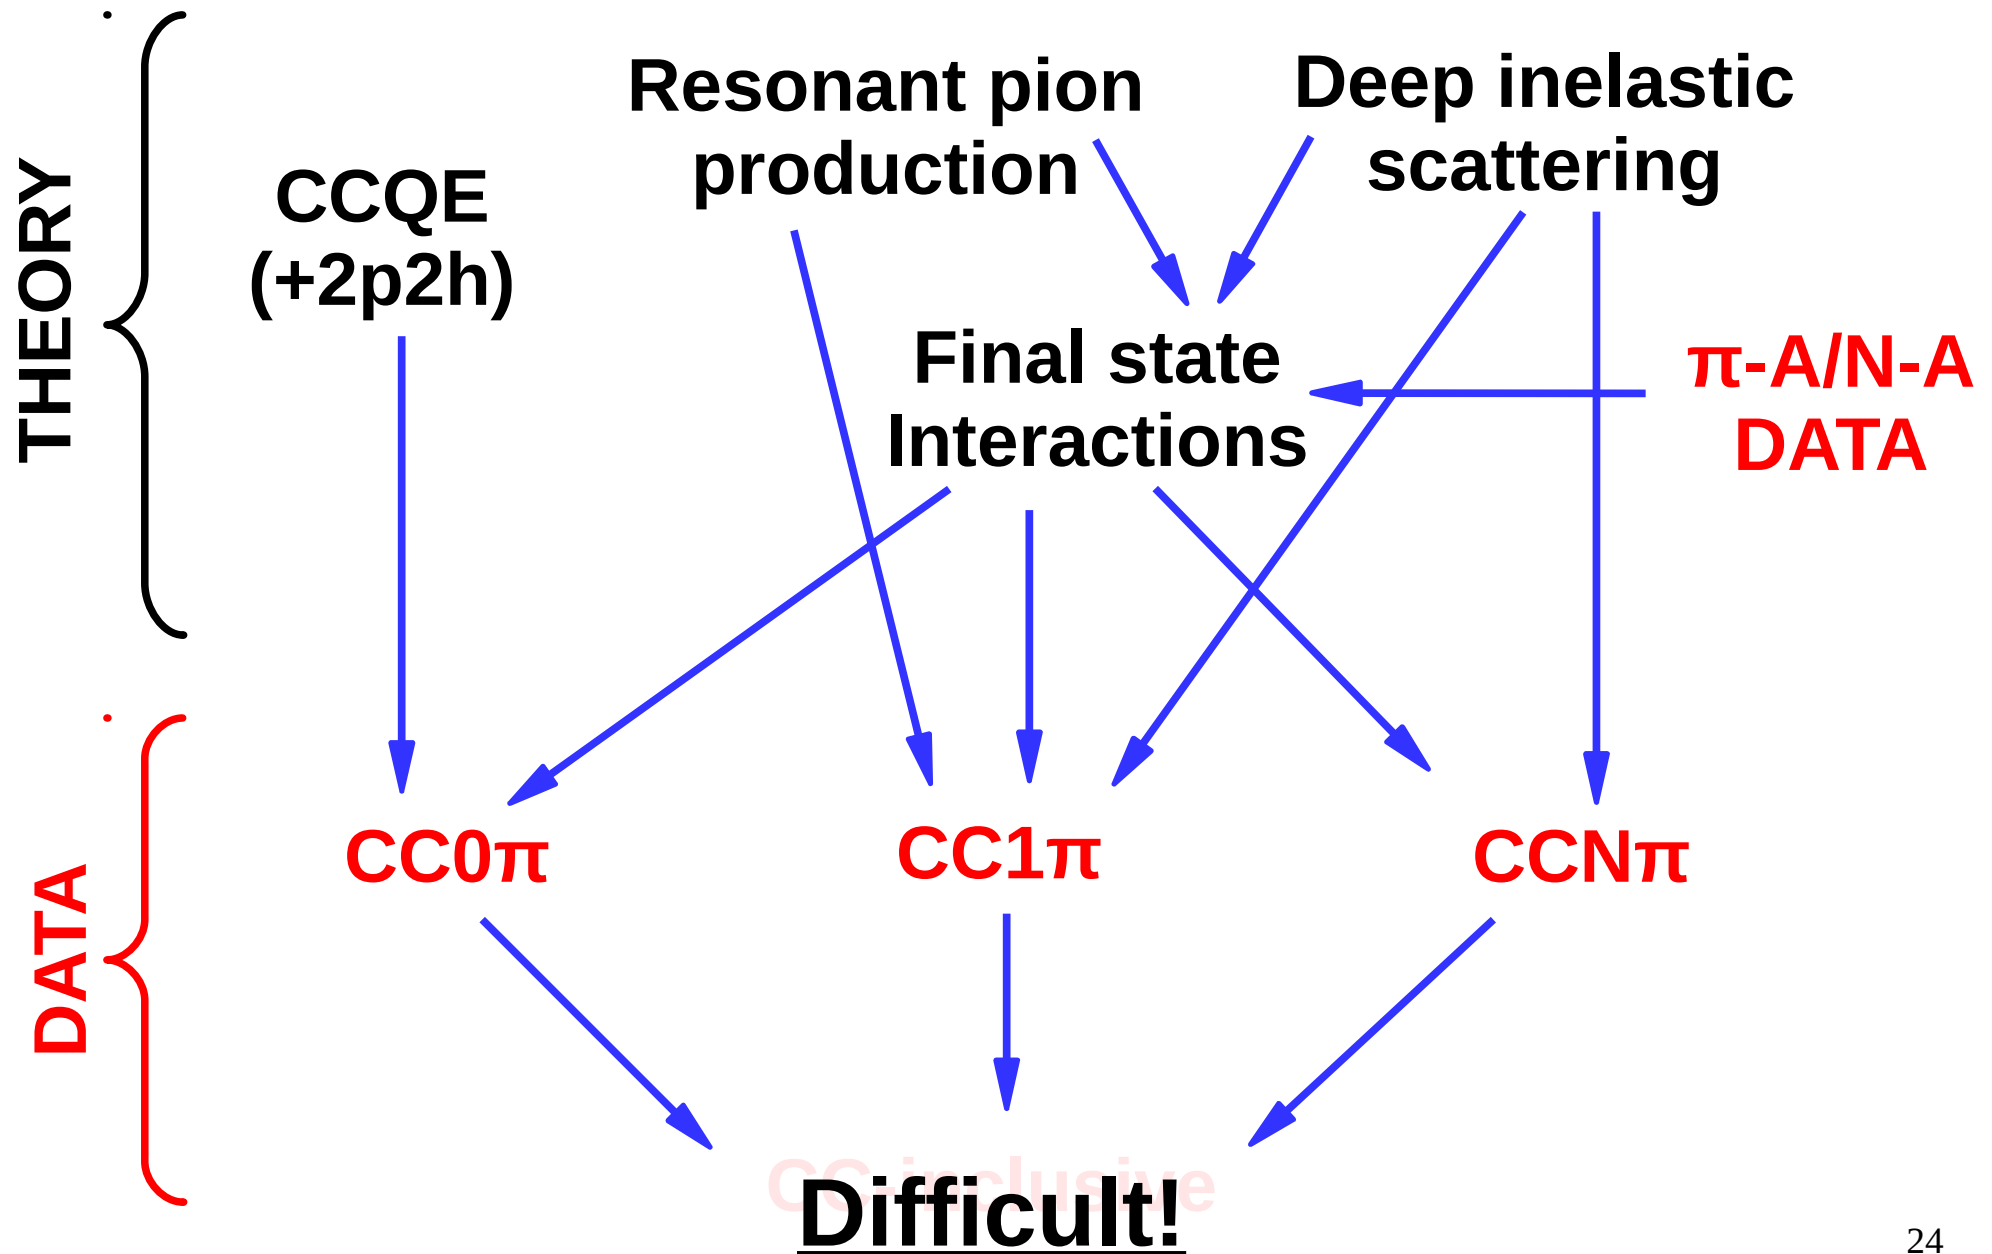 THEORY
Resonant pion
production
Deep inelastic
scattering
CCQE
(+2p2h)
Final state
Interactions
π-A/N-A
DATA
DATA
CC0π
CC1π
CCNπ
CC-inclusive
Difficult!
24